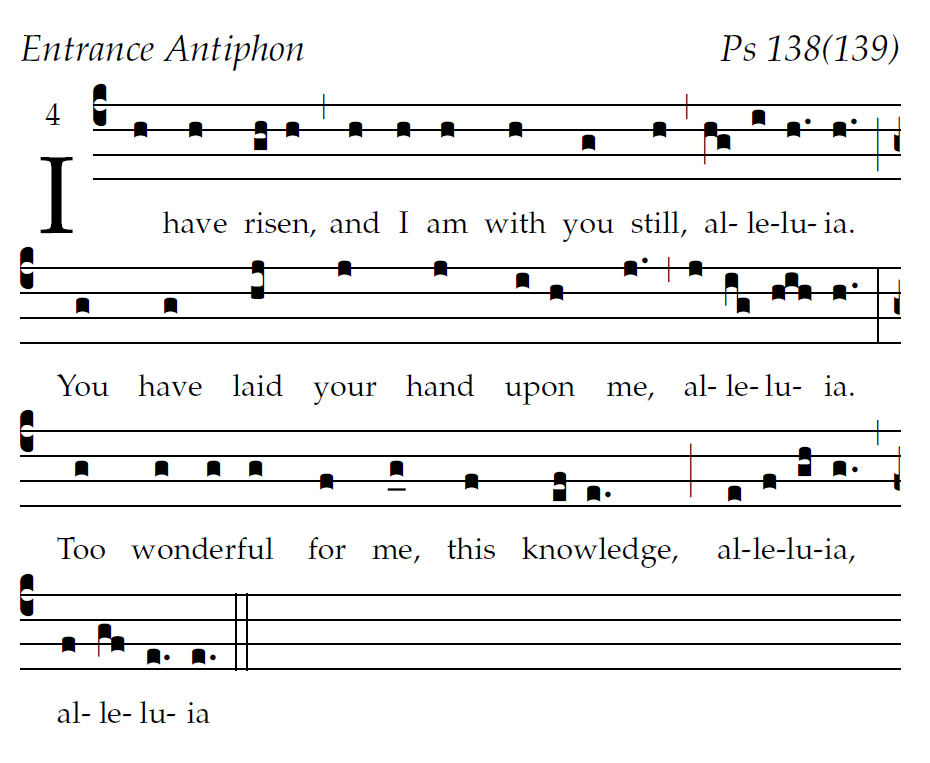 Entrance Antiphon Ps 138(139)
4
I have risen, and I am with you still, al- le-lu- ia.
You have laid your hand upon me, al- le- lu- ia.
Too wonderful for me, this knowledge, al-le-lu-ia,
al- le- lu- ia